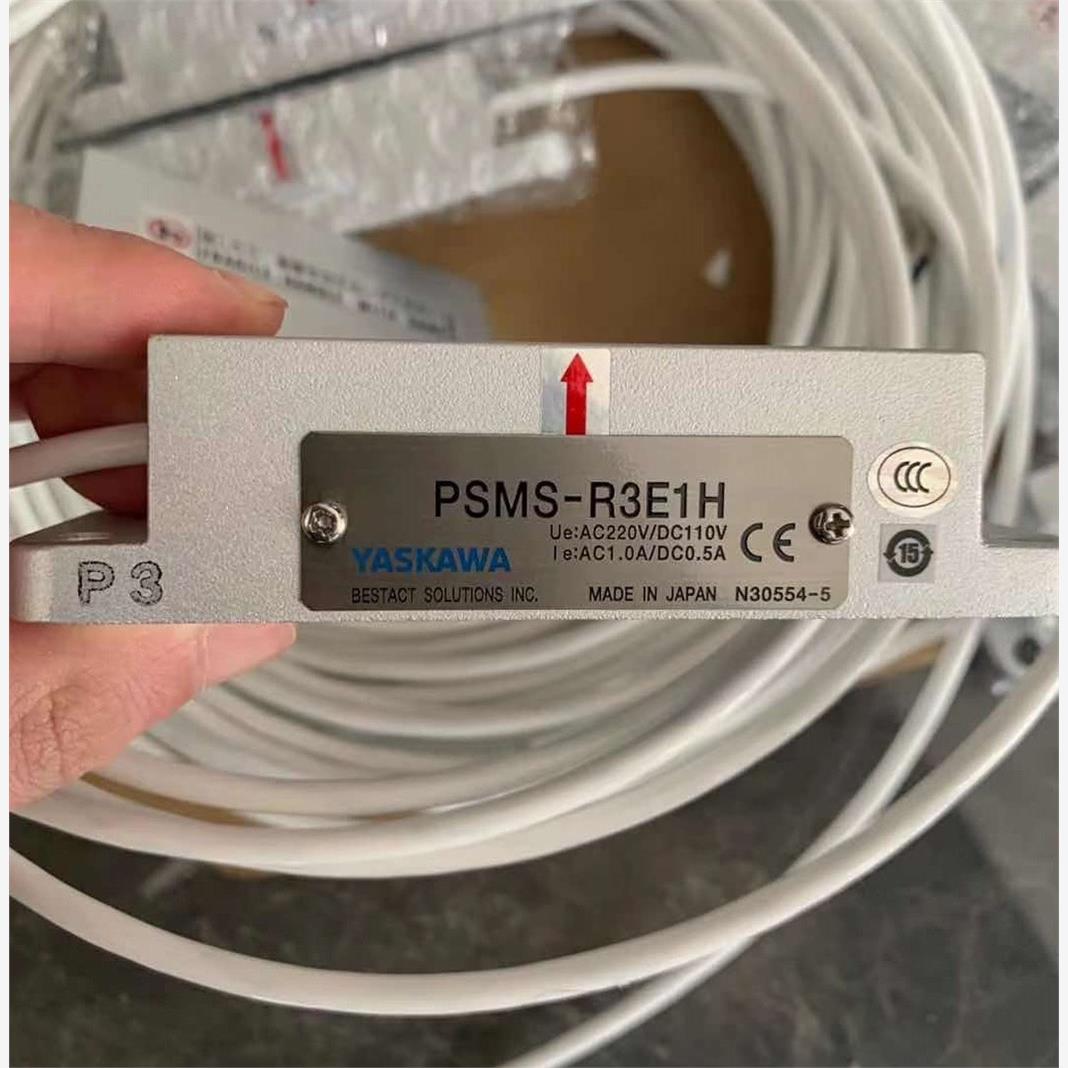 PSMS-R3E1H
Ue:AC220V/DC110V
Ie:AC1.0A/DC0.5A
CE
YASKAWA
BESTACT SOLUTIONS INC. MADE IN JAPAN N30554-5
P3
CCC
15